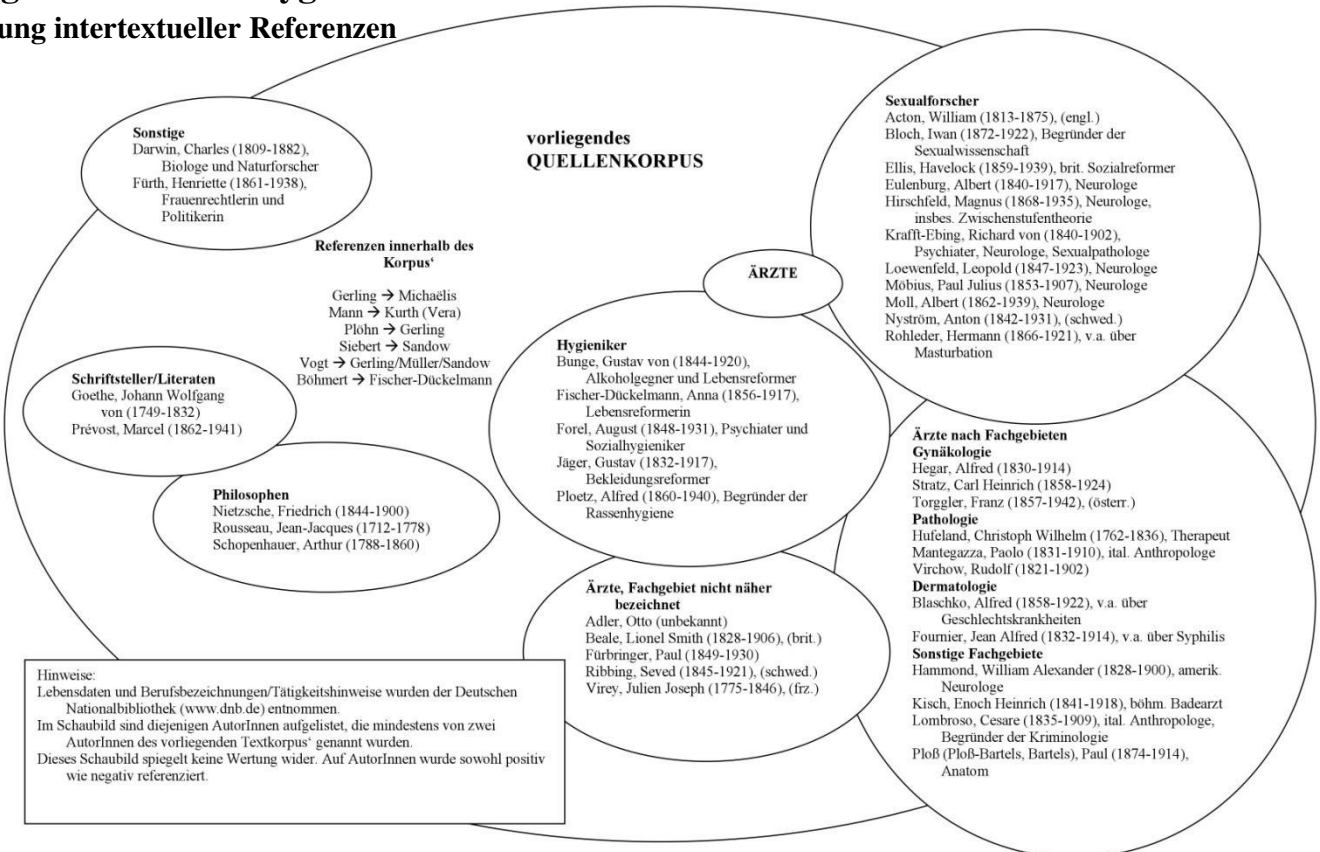 ung intertextueller Referenzen
vorliegendes
QUELLENKORPUS
Sonstige
Darwin, Charles (1809-1882),
Biologe und Naturforscher
Fürth, Henriette (1861-1938),
Frauenrechtlerin und
Politikerin
Referenzen innerhalb des
Korpus‘
Gerling → Michaëlis
Mann → Kurth (Vera)
Plöhn → Gerling
Siebert → Sandow
Vogt → Gerling/Müller/Sandow
Böhmert → Fischer-Dückelmann
Schriftsteller/Literaten
Goethe, Johann Wolfgang
von (1749-1832)
Prévost, Marcel (1862-1941)
Philosophen
Nietzsche, Friedrich (1844-1900)
Rousseau, Jean-Jacques (1712-1778)
Schopenhauer, Arthur (1788-1860)
ÄRZTE
Sexualforscher
Acton, William (1813-1875), (engl.)
Bloch, Iwan (1872-1922), Begründer der
Sexualwissenschaft
Ellis, Havelock (1859-1939), brit. Sozialreformer
Eulenburg, Albert (1840-1917), Neurologe
Hirschfeld, Magnus (1868-1935), Neurologe,
insbes. Zwischenstufentheorie
Krafft-Ebing, Richard von (1840-1902),
Psychiater, Neurologe, Sexualpathologe
Loewenfeld, Leopold (1847-1923), Neurologe
Möbius, Paul Julius (1853-1907), Neurologe
Moll, Albert (1862-1939), Neurologe
Nyström, Anton (1842-1931), (schwed.)
Rohleder, Hermann (1866-1921), v.a. über
Masturbation
Hygieniker
Bunge, Gustav von (1844-1920),
Alkoholgegner und Lebensreformer
Fischer-Dückelmann, Anna (1856-1917),
Lebensreformerin
Forel, August (1848-1931), Psychiater und
Sozialhygieniker
Jäger, Gustav (1832-1917),
Bekleidungsreformer
Ploetz, Alfred (1860-1940), Begründer der
Rassenhygiene
Ärzte, Fachgebiet nicht näher
bezeichnet
Adler, Otto (unbekannt)
Beale, Lionel Smith (1828-1906), (brit.)
Fürbringer, Paul (1849-1930)
Ribbing, Seved (1845-1921), (schwed.)
Virey, Julien Joseph (1775-1846), (frz.)
Ärzte nach Fachgebieten
Gynäkologie
Hegar, Alfred (1830-1914)
Stratz, Carl Heinrich (1858-1924)
Torggler, Franz (1857-1942), (österr.)
Pathologie
Hufeland, Christoph Wilhelm (1762-1836), Therapeut
Mantegazza, Paolo (1831-1910), ital. Anthropologe
Virchow, Rudolf (1821-1902)
Dermatologie
Blaschko, Alfred (1858-1922), v.a. über
Geschlechtskrankheiten
Fournier, Jean Alfred (1832-1914), v.a. über Syphilis
Sonstige Fachgebiete
Hammond, William Alexander (1828-1900), amerik.
Neurologe
Kisch, Enoch Heinrich (1841-1918), böhm. Badearzt
Lombroso, Cesare (1835-1909), ital. Anthropologe,
Begründer der Kriminologie
Ploß (Ploß-Bartels, Bartels), Paul (1874-1914),
Anatom
Hinweise:
Lebensdaten und Berufsbezeichnungen/Tätigkeitshinweise wurden der Deutschen
Nationalbibliothek (www.dnb.de) entnommen.
Im Schaubild sind diejenigen AutorInnen aufgelistet, die mindestens von zwei
AutorInnen des vorliegenden Textkorpus‘ genannt wurden.
Dieses Schaubild spiegelt keine Wertung wider. Auf AutorInnen wurde sowohl positiv
wie negativ referenziert.